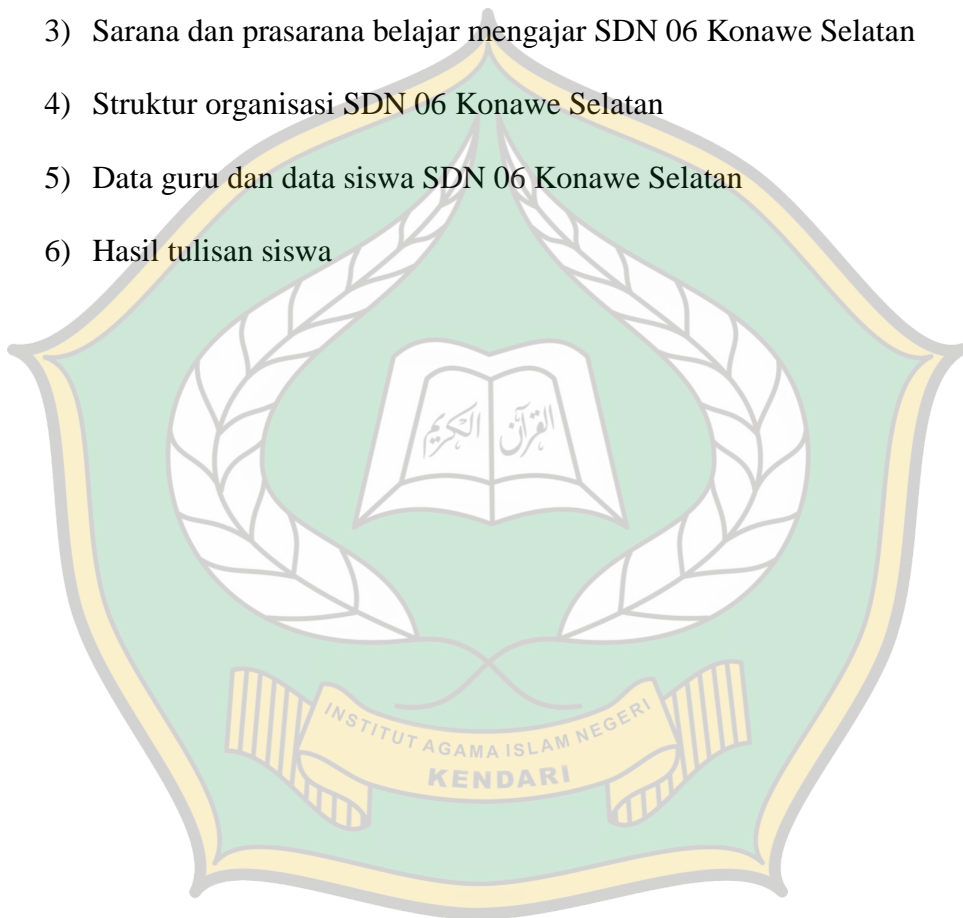 3) Sarana dan prasarana belajar mengajar SDN 06 Konawe Selatan
4) Struktur organisasi SDN 06 Konawe Selatan
5) Data guru dan data siswa SDN 06 Konawe Selatan
6) Hasil tulisan siswa
القرآن الكريم
INSTITUT AGAMA ISLAM NEGERI
KENDARI